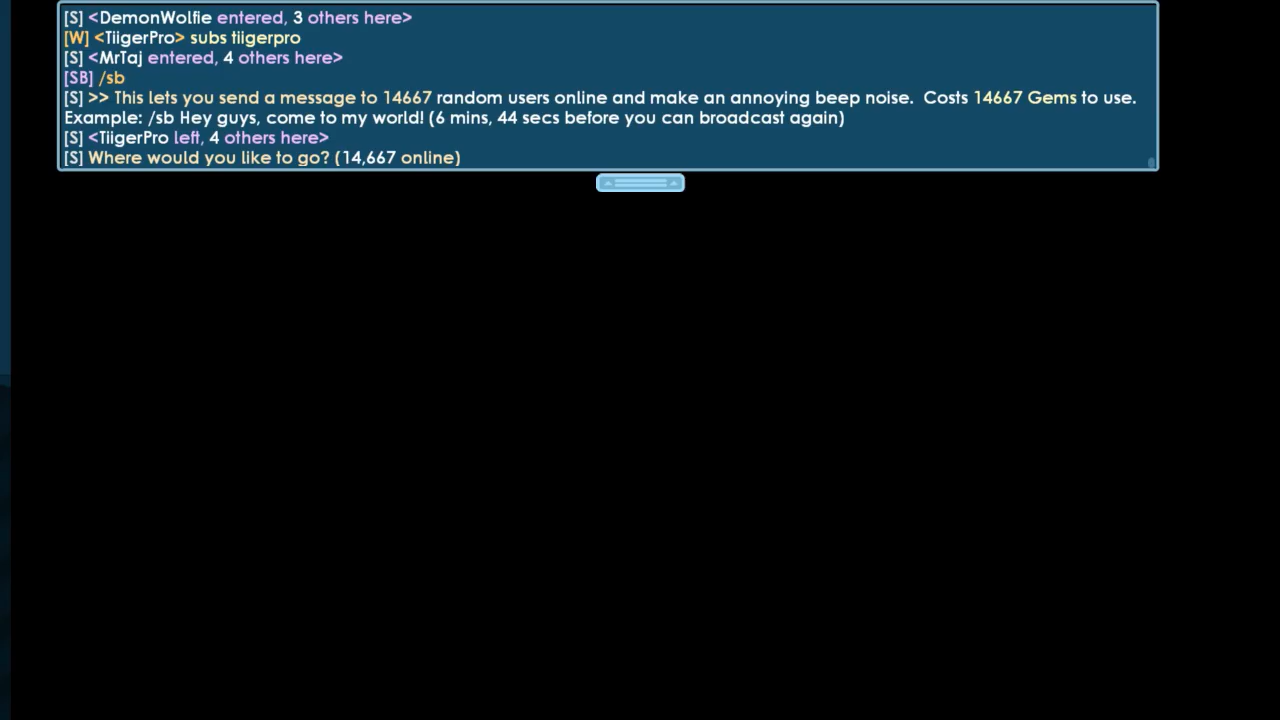 [S] <DemonWolfie entered, 3 others here>
[W] <TiigerPro> subs tiigerpro
[S] <MrTaj entered, 4 others here>
[SB] /sb
[S] >> This lets you send a message to 14667 random users online and make an annoying beep noise.  Costs 14667 Gems to use.
Example: /sb Hey guys, come to my world! (6 mins, 44 secs before you can broadcast again)
[S] <TiigerPro left, 4 others here>
[S] Where would you like to go? (14,667 online)